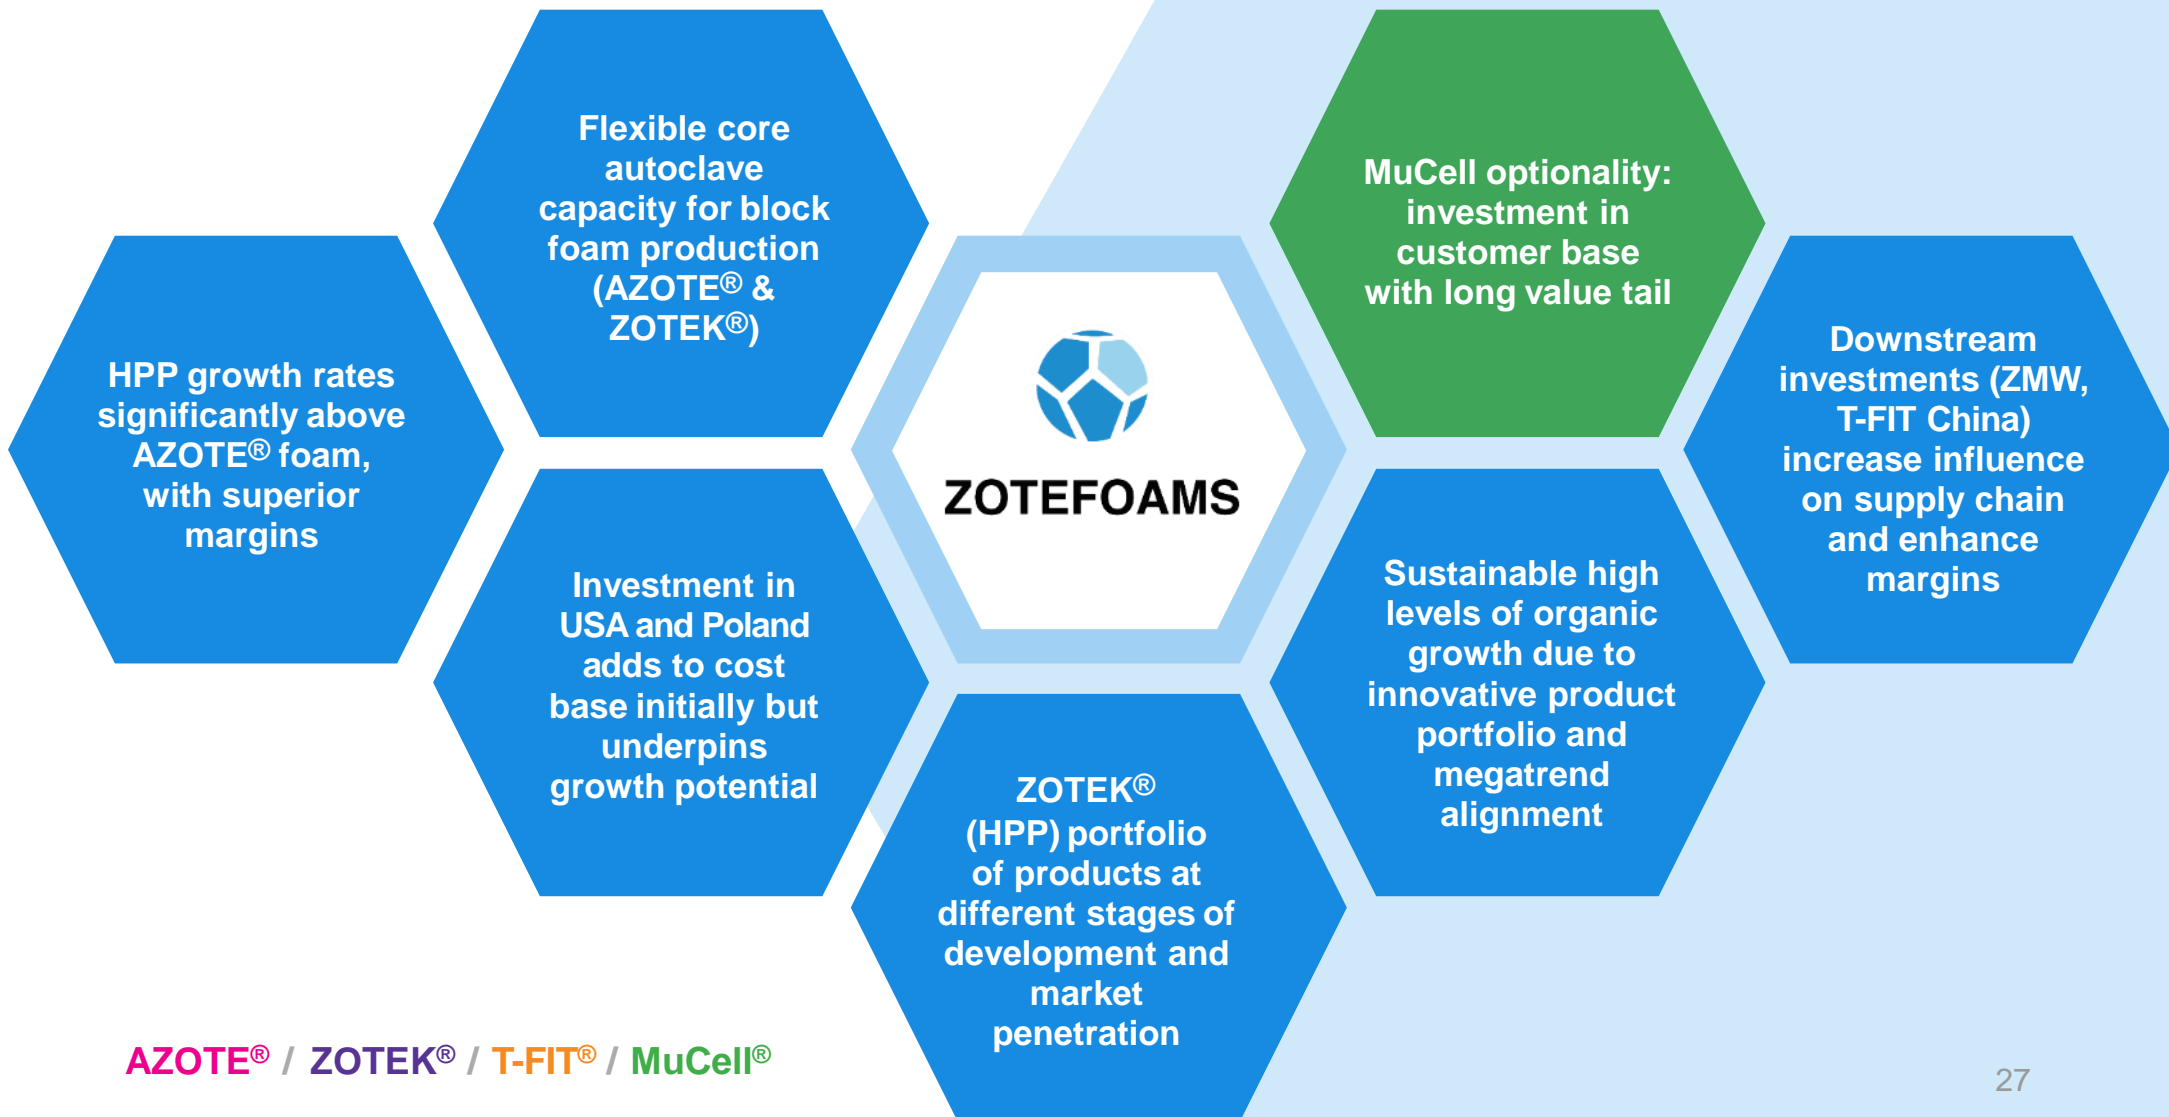 Flexible core
autoclave
capacity for block
foam production
(AZOTE® &
ZOTEK®)
MuCell optionality:
investment in
customer base
with long value tail
HPP growth rates
significantly above
AZOTE® foam,
with superior
margins
ZOTEFOAMS
Downstream
investments (ZMW,
T-FIT China)
increase influence
on supply chain
and enhance
margins
Investment in
USA and Poland
adds to cost
base initially but
underpins
growth potential
Sustainable high
levels of organic
growth due to
innovative product
portfolio and
megatrend
alignment
ZOTEK®
(HPP) portfolio
of products at
different stages of
development and
market
penetration
AZOTE® / ZOTEK® / T-FIT® / MuCell®
27